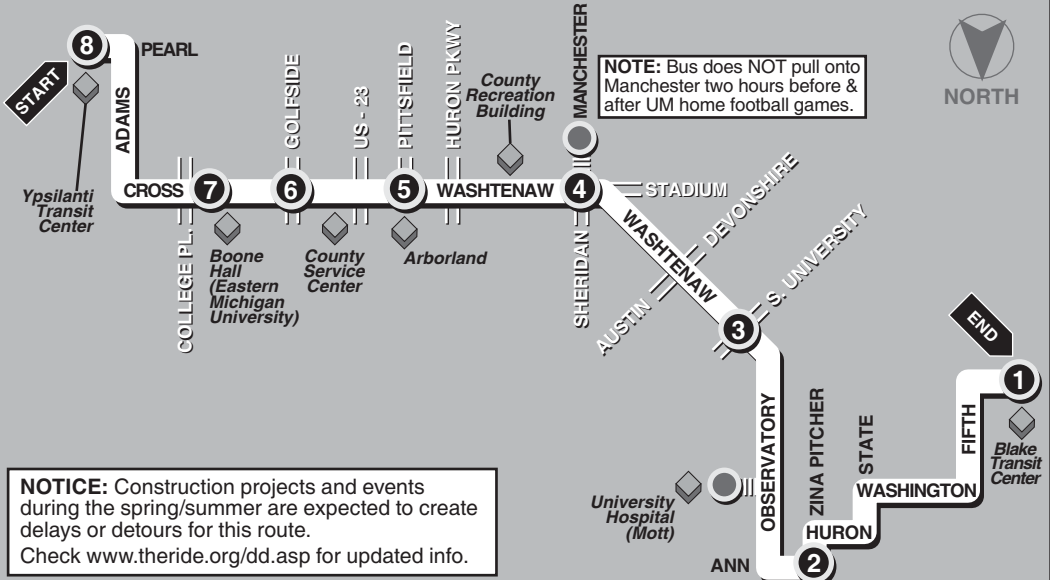 START
8
PEARL
ADAMS
Ypsilanti
Transit
Center
CROSS
COLLEGE PL.
7
Boone
Hall
(Eastern
Michigan
University)
GOLFSIDE
6
County
Service
Center
US - 23
PITTSFIELD
5
Arborland
HURON PKWY
WASHTENAW
County
Recreation
Building
MANCHESTER
4
SHERIDAN
STADIUM
NOTE: Bus does NOT pull onto
Manchester two hours before &
after UM home football games.
NORTH
WASHTENAW
DEVONSHIRE
AUSTIN
S. UNIVERSITY
3
OBSERVATORY
University
Hospital
(Mott)
ANN
2
ZINA PITCHER
HURON
STATE
WASHINGTON
FIFTH
END
1
Blake
Transit
Center
NOTICE: Construction projects and events
during the spring/summer are expected to create
delays or detours for this route.
Check www.theride.org/dd.asp for updated info.